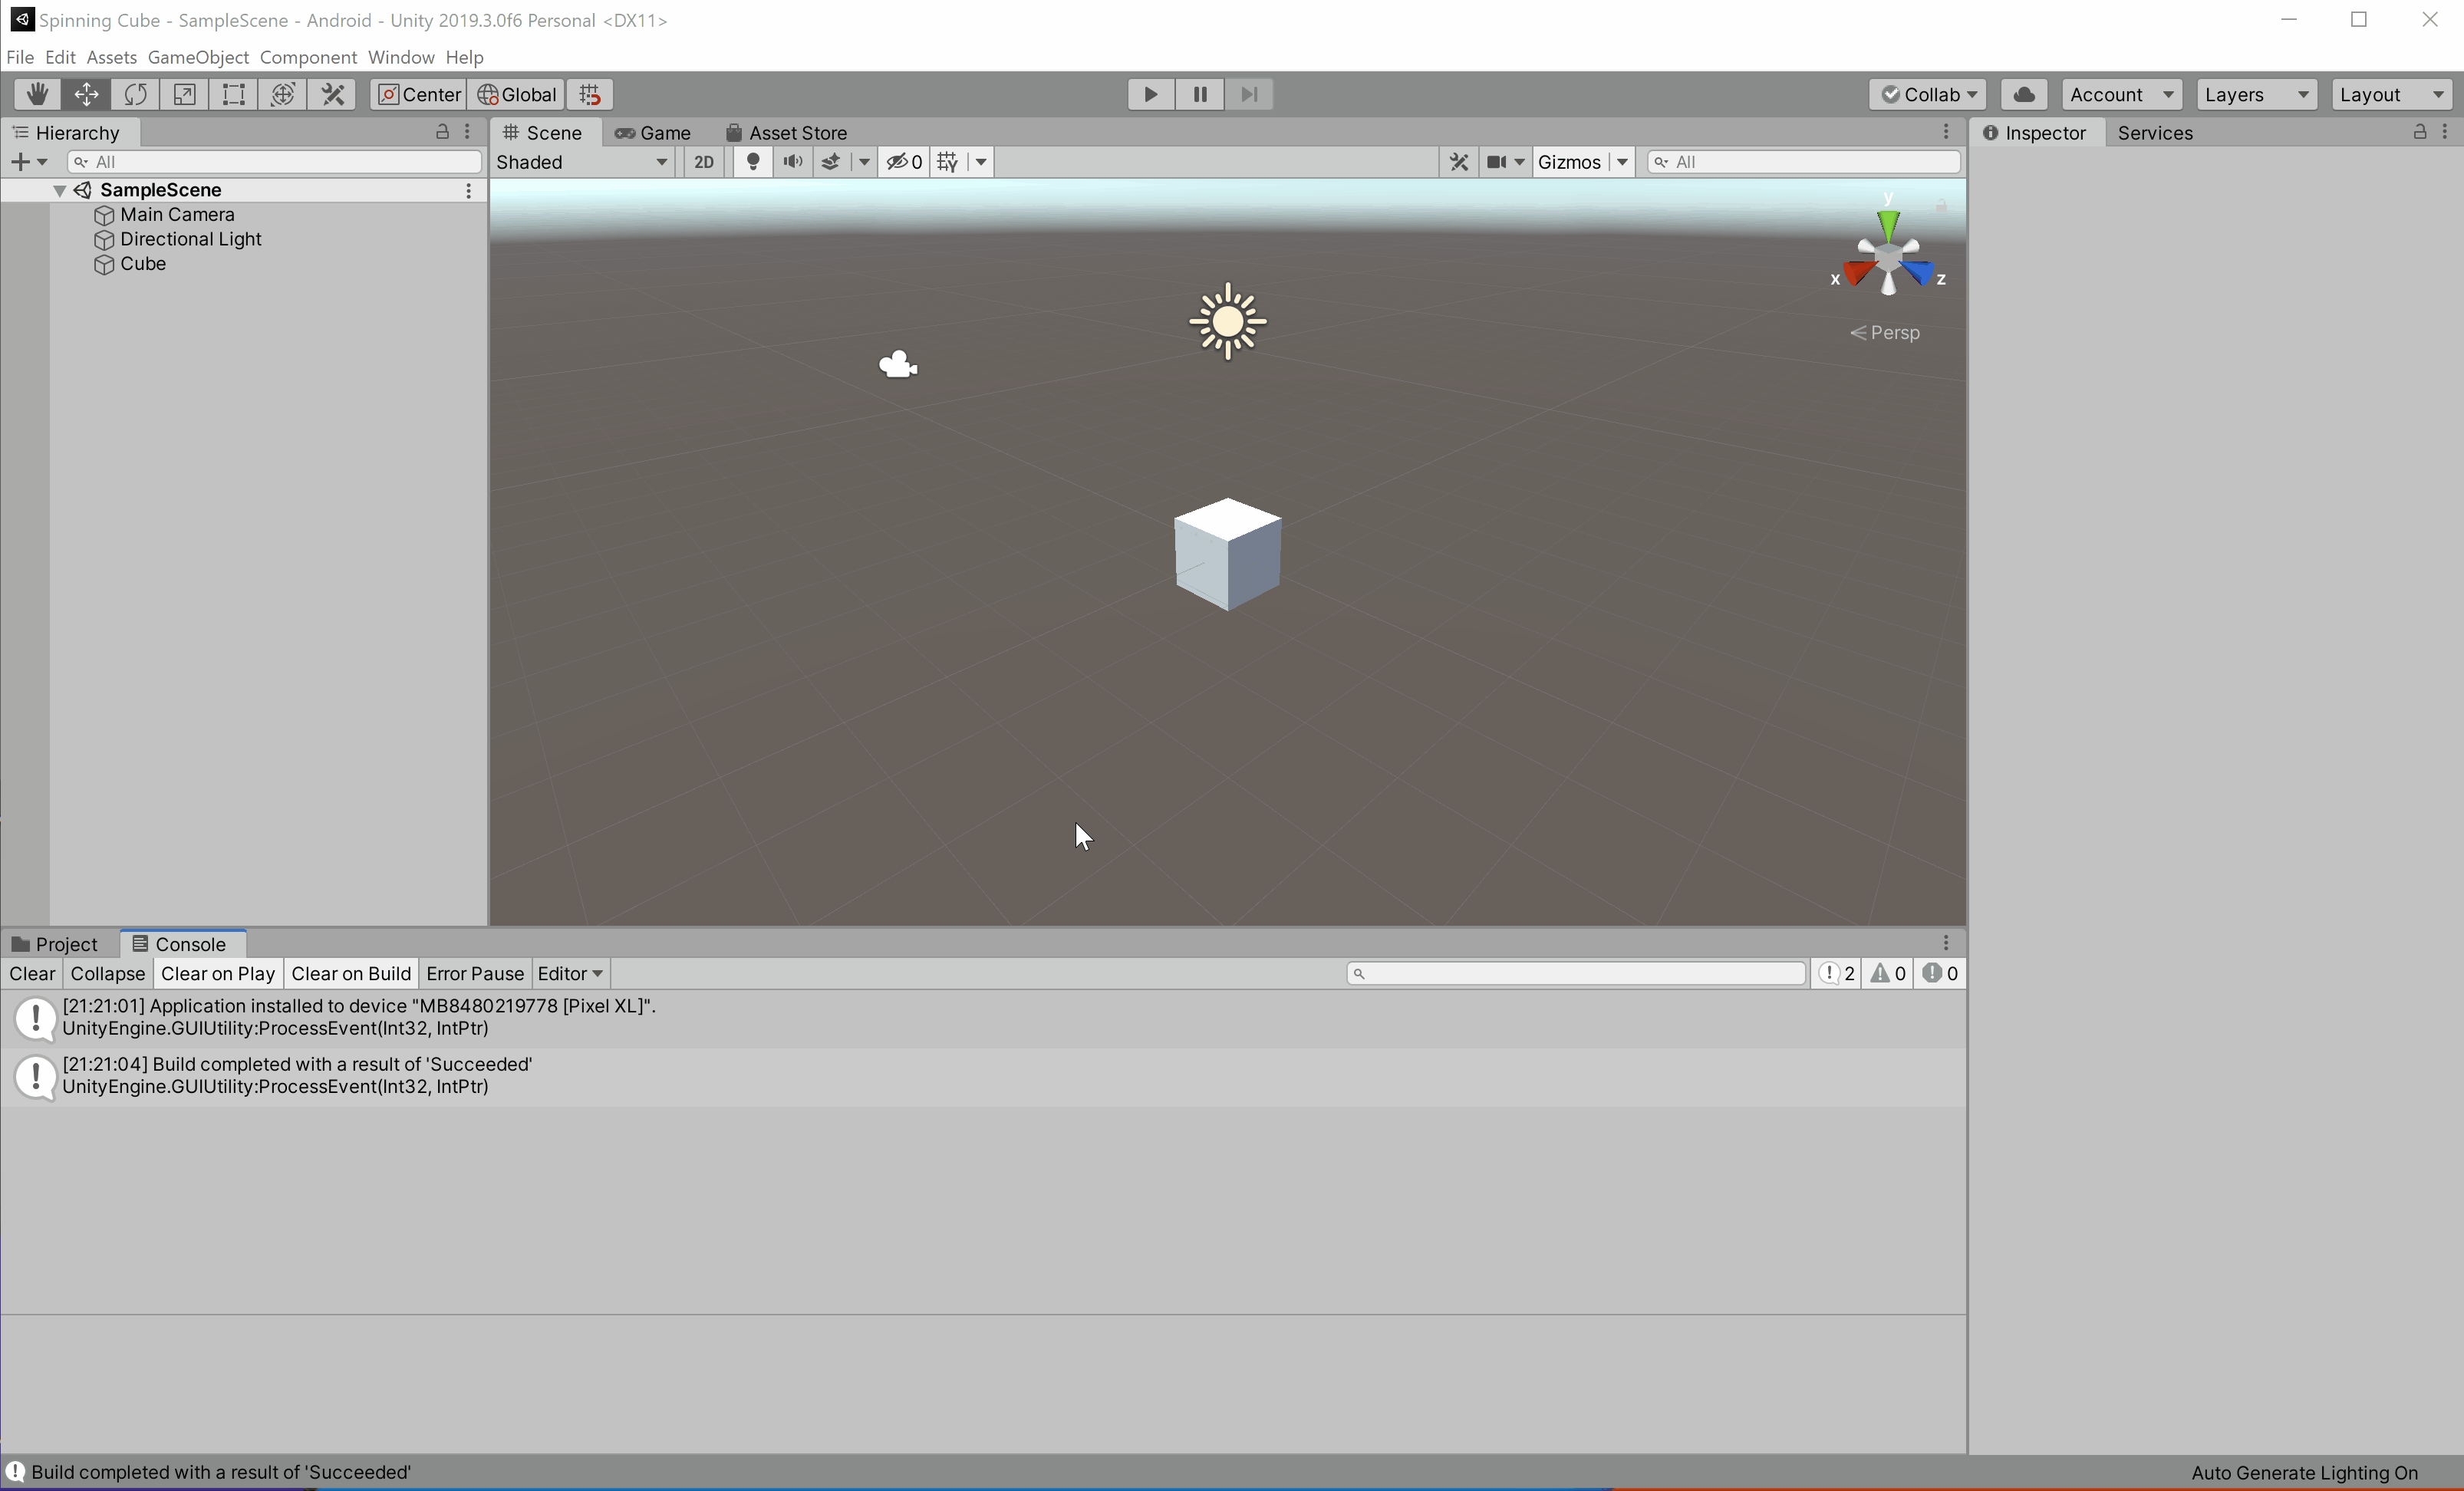 Spinning Cube - SampleScene - Android - Unity 2019.3.0f6 Personal <DX11>
File Edit Assets GameObject Component Window Help
Center Global Collab Account Layers Layout
Hierarchy
All
SampleScene
Main Camera
Directional Light
Cube
Scene Game Asset Store
Shaded 2D 0 Gizmos All
y
x z
Persp
Inspector Services
Project Console
Clear Collapse Clear on Play Clear on Build Error Pause Editor 2 0 0
[21:21:01] Application installed to device "MB8480219778 [Pixel XL]".
UnityEngine.GUIUtility:ProcessEvent(Int32, IntPtr)
[21:21:04] Build completed with a result of 'Succeeded'
UnityEngine.GUIUtility:ProcessEvent(Int32, IntPtr)
Build completed with a result of 'Succeeded'
Auto Generate Lighting On